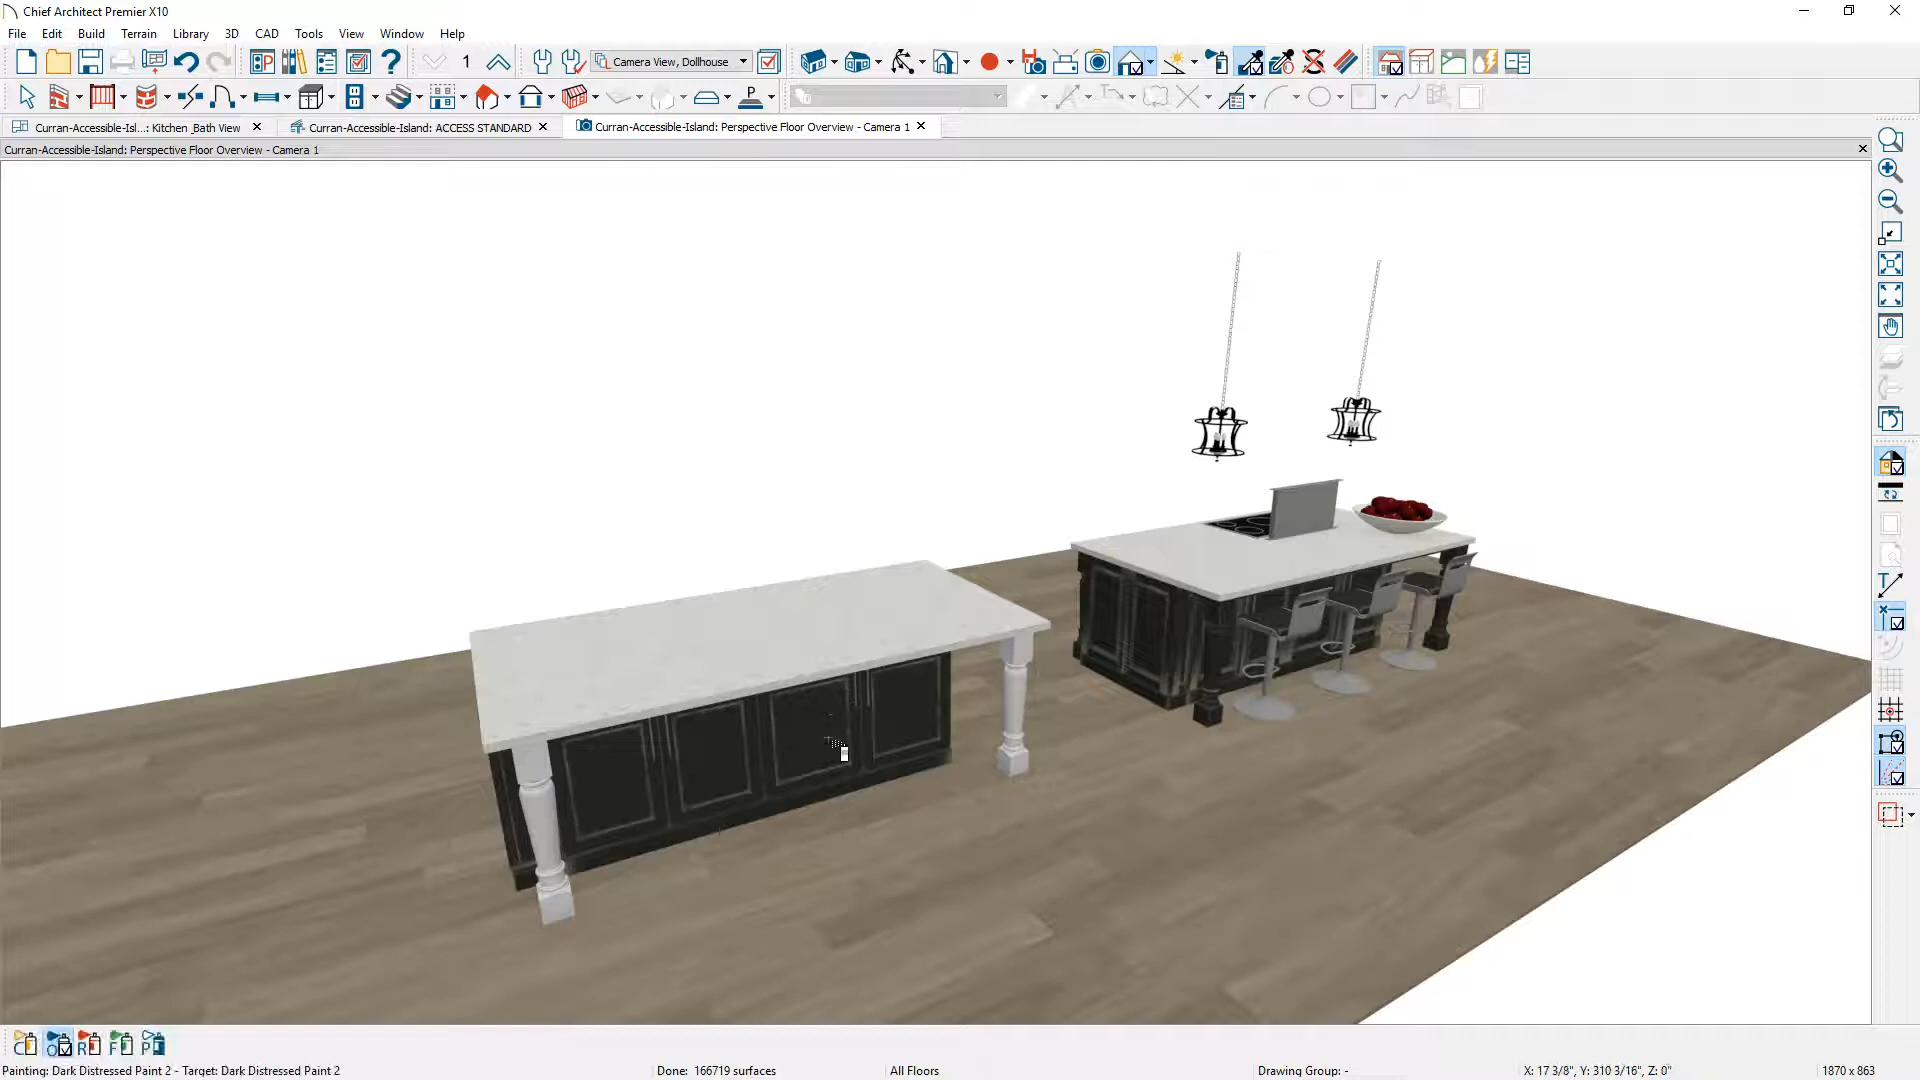 Chief Architect Premier X10
File Edit Build Terrain Library 3D CAD Tools View Window Help
1 Camera View, Dollhouse
Curran-Accessible-Isl...: Kitchen_Bath View Curran-Accessible-Island: ACCESS STANDARD Curran-Accessible-Island: Perspective Floor Overview - Camera 1
Curran-Accessible-Island: Perspective Floor Overview - Camera 1
Painting: Dark Distressed Paint 2 - Target: Dark Distressed Paint 2 Done: 166719 surfaces All Floors Drawing Group: - X: 17 3/8", Y: 310 3/16", Z: 0" 1870 x 863